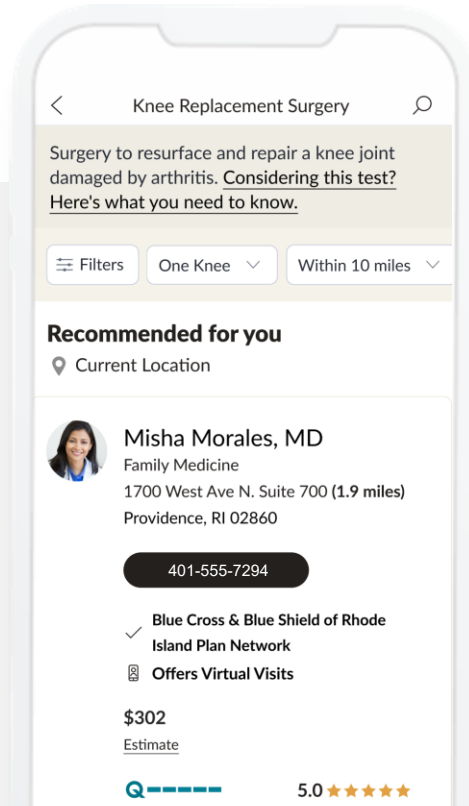 Knee Replacement Surgery
Surgery to resurface and repair a knee joint
damaged by arthritis. Considering this test?
Here's what you need to know.
Filters
One Knee
Within 10 miles
Recommended for you
Current Location
Misha Morales, MD
Family Medicine
1700 West Ave N. Suite 700 (1.9 miles)
Providence, RI 02860
401-555-7294
Blue Cross & Blue Shield of Rhode
Island Plan Network
Offers Virtual Visits
$302
Estimate
Q 5.0